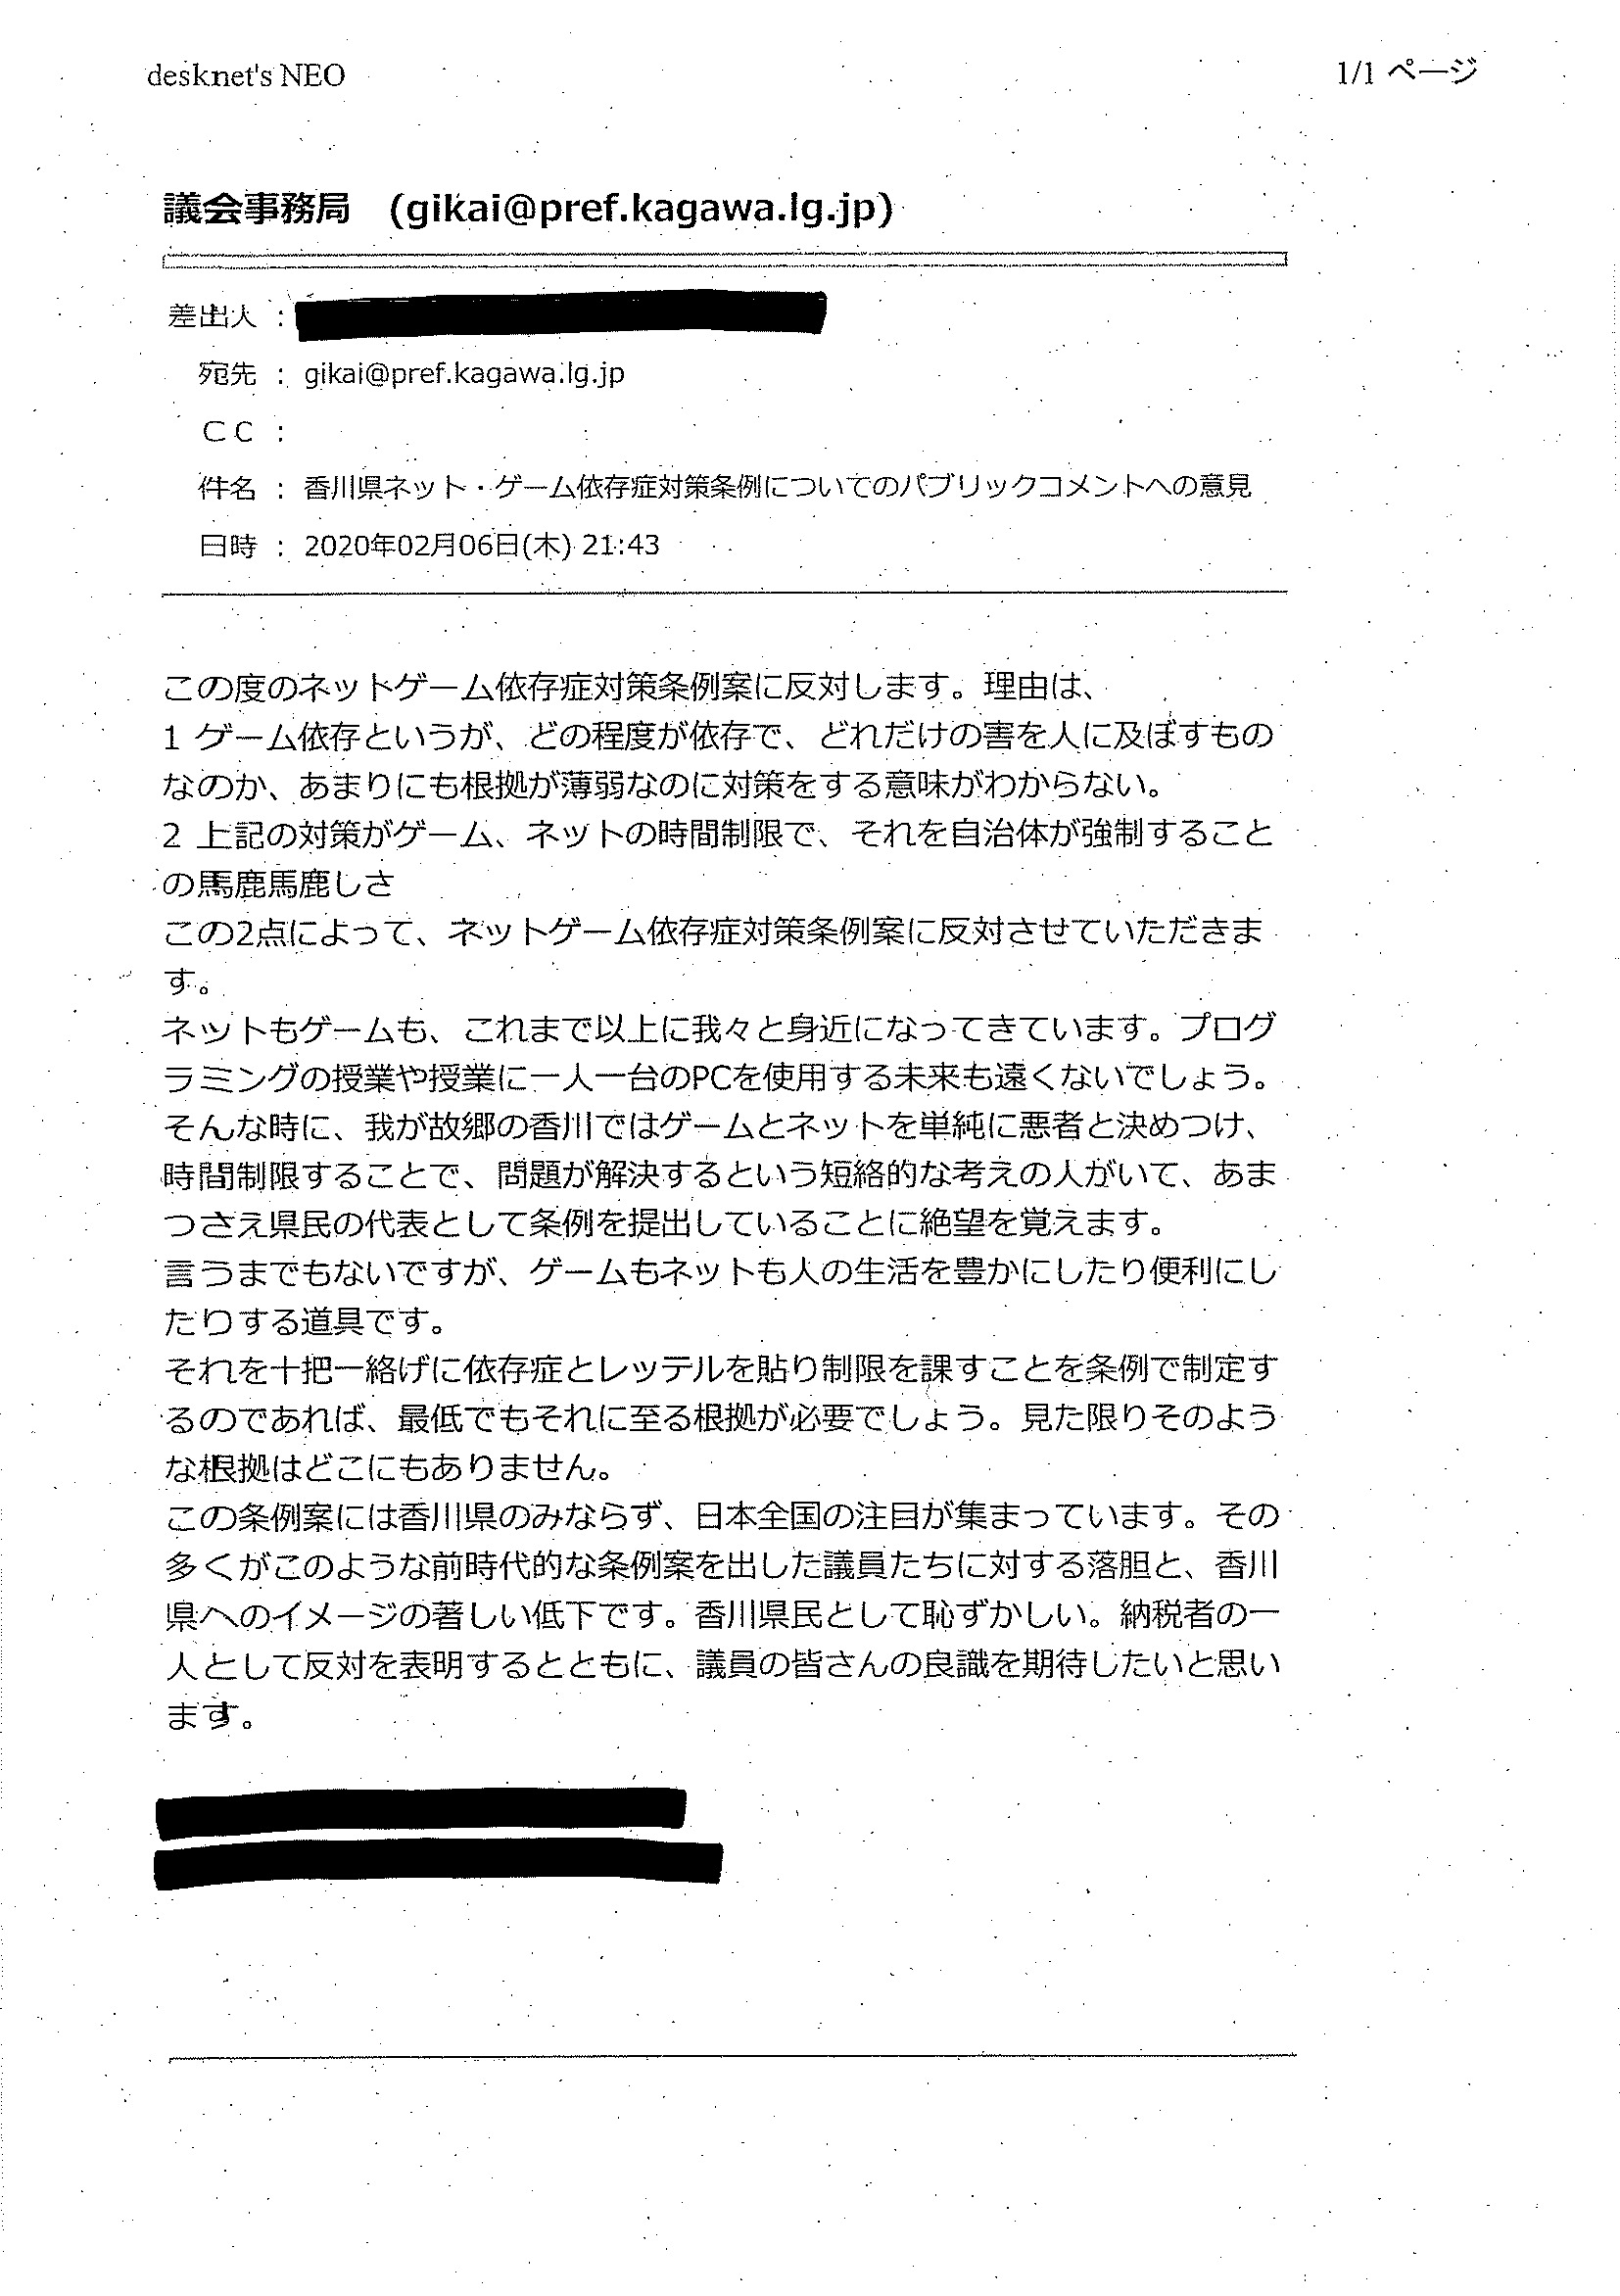 desknet's NEO
1/1 ページ
議会事務局 (gikai@pref.kagawa.lg.jp)
差出人 :
宛先 : gikai@pref.kagawa.lg.jp
CC :
件名 : 香川県ネット・ゲーム依存症対策条例についてのパブリックコメントへの意見
日時 : 2020年02月06日(木) 21:43
この度のネットゲーム依存症対策条例案に反対します。理由は、
1 ゲーム依存というが、どの程度が依存で、どれだけの害を人に及ぼすもの
なのか、あまりにも根拠が薄弱なのに対策をする意味がわからない。
2 上記の対策がゲーム、ネットの時間制限で、それを自治体が強制すること
の馬鹿馬鹿しさ
この2点によって、ネットゲーム依存症対策条例案に反対させていただきま
す。
ネットもゲームも、これまで以上に我々と身近になってきています。プログ
ラミングの授業や授業に一人一台のPCを使用する未来も遠くないでしょう。
そんな時に、我が故郷の香川ではゲームとネットを単純に悪者と決めつけ、
時間制限することで、問題が解決するという短絡的な考えの人がいて、あま
つさえ県民の代表として条例を提出していることに絶望を覚えます。
言うまでもないですが、ゲームもネットも人の生活を豊かにしたり便利にし
たりする道具です。
それを十把一絡げに依存症とレッテルを貼り制限を課すことを条例で制定す
るのであれば、最低でもそれに至る根拠が必要でしょう。見た限りそのよう
な根拠はどこにもありません。
この条例案には香川県のみならず、日本全国の注目が集まっています。その
多くがこのような前時代的な条例案を出した議員たちに対する落胆と、香川
県へのイメージの著しい低下です。香川県民として恥ずかしい。納税者の一
人として反対を表明するとともに、議員の皆さんの良識を期待したいと思い
ます。